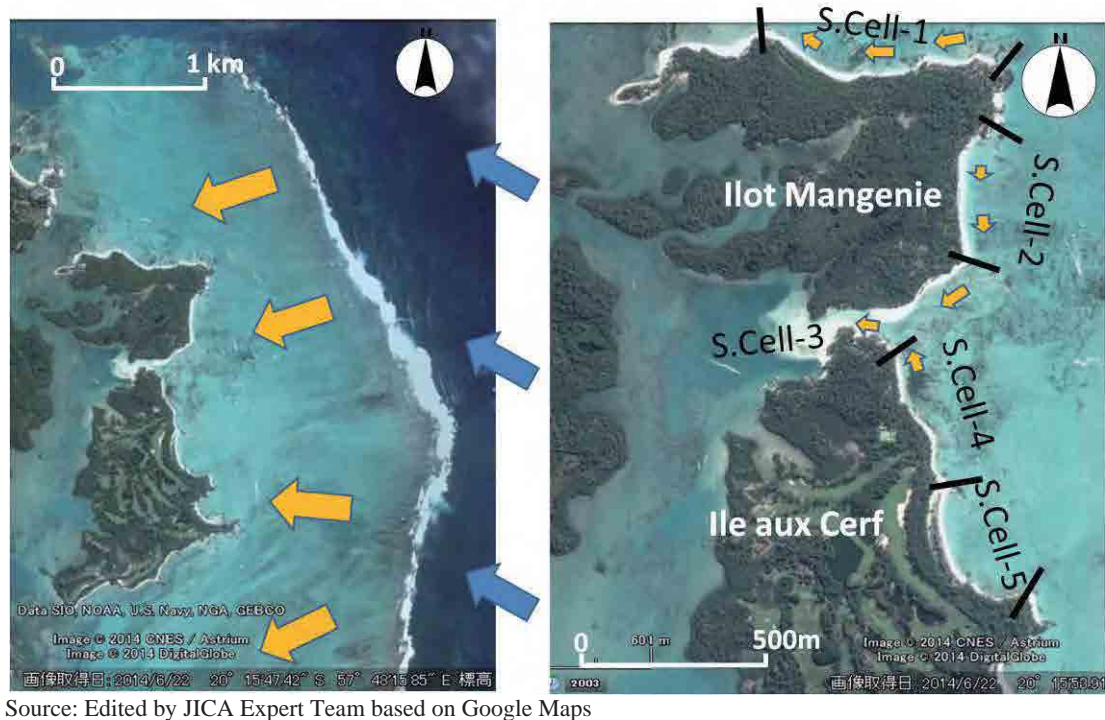 0 1 km
N
Data SIO, NOAA, U.S. Navy, NGA, GEBCO
Image © 2014 CNES / Astrium
Image © 2014 DigitalGlobe
画像取得日: 2014/6/22 20° 15'47.42" S 57° 48'15.85" E 標高
S.Cell-1
N
Ilot Mangenie
S.Cell-2
S.Cell-3
S.Cell-4
Ile aux Cerf
S.Cell-5
0 500m
601 m
Image © 2014 CNES / Astrium
Image © 2014 DigitalGlobe
2003
画像取得日: 2014/6/22 20° 15'50.91
Source: Edited by JICA Expert Team based on Google Maps